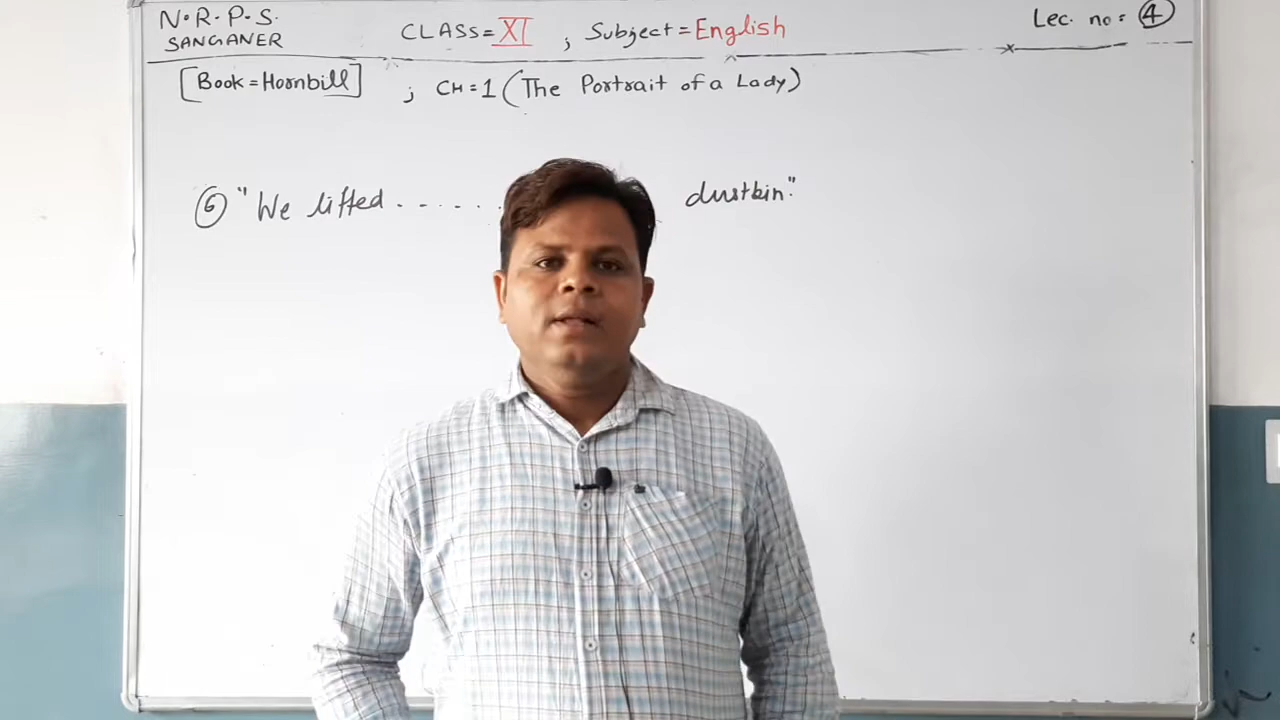 N.R.P.S. CLASS=XI ; Subject=English Lec. no= 4
SANGANER
[Book=Hornbill] ; CH=1 (The Portrait of a Lady)
6 "We lifted ...... dustbin."